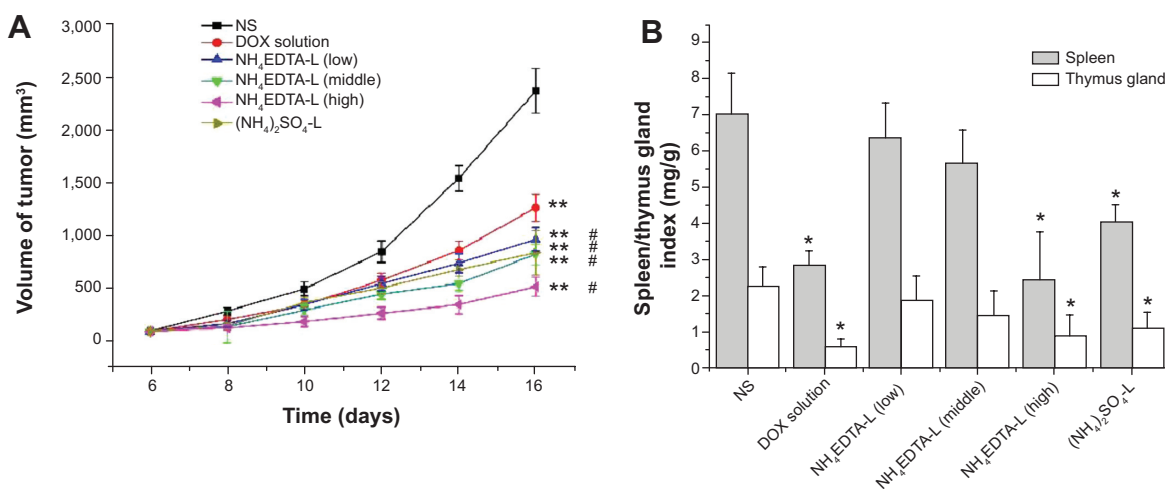 A
NS
DOX solution
NH₄EDTA-L (low)
NH₄EDTA-L (middle)
NH₄EDTA-L (high)
(NH₄)₂SO₄-L
3,000
2,500
2,000
1,500
1,000
500
0
Volume of tumor (mm³)
6 8 10 12 14 16
Time (days)
**
** #
** #
** #
** #
B
Spleen
Thymus gland
9
8
7
6
5
4
3
2
1
0
Spleen/thymus gland
index (mg/g)
* * * * * *
NS
DOX solution
NH₄EDTA-L (low)
NH₄EDTA-L (middle)
NH₄EDTA-L (high)
(NH₄)₂SO₄-L